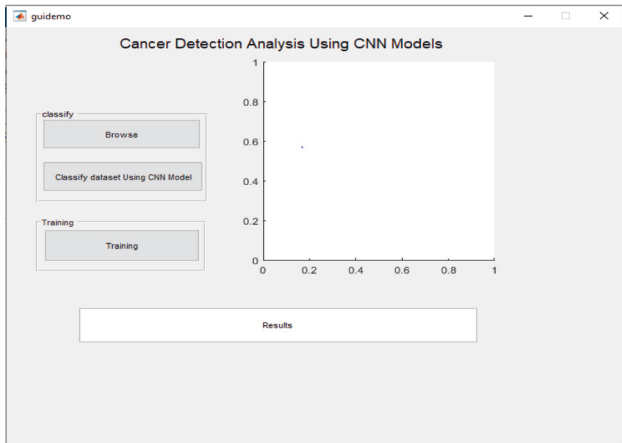 guidemo
Cancer Detection Analysis Using CNN Models
classify
Browse
Classify dataset Using CNN Model
Training
Training
1
0.8
0.6
0.4
0.2
0
0 0.2 0.4 0.6 0.8 1
Results